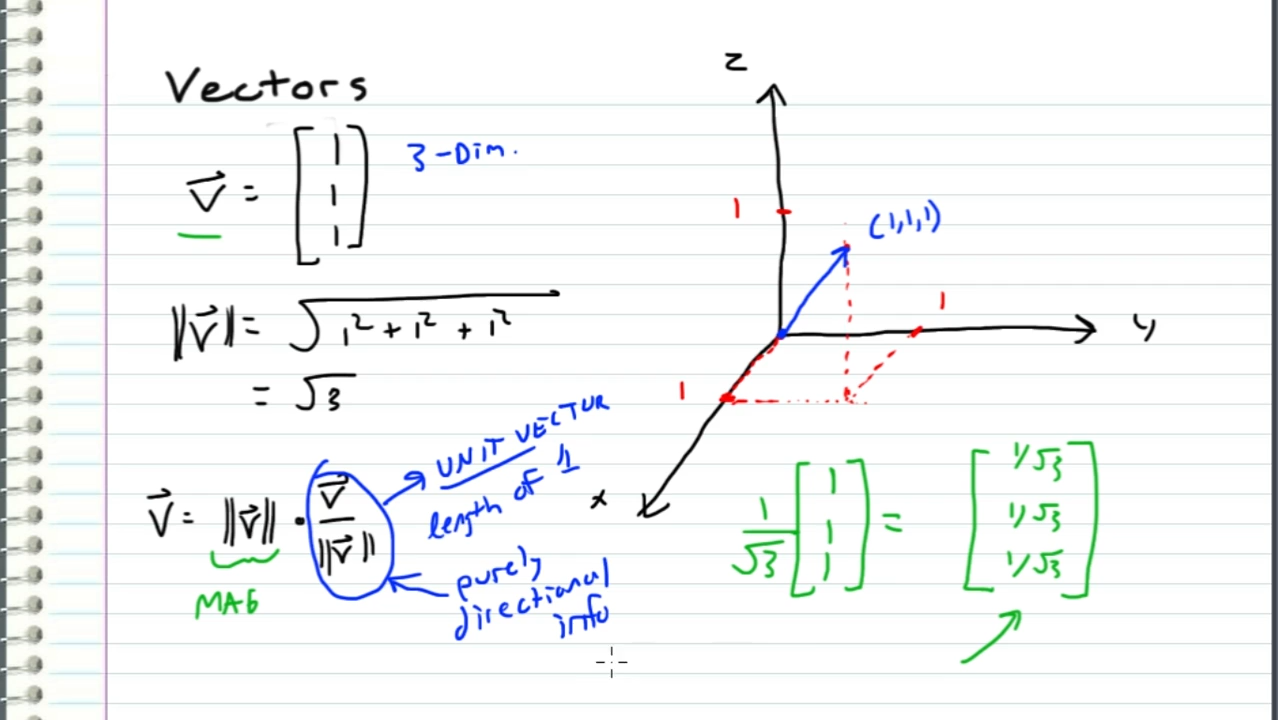 Vectors
V⃗ = [1 1 1] 3-Dim.
‖V⃗‖ = √(1² + 1² + 1²)
= √3
V⃗ = ‖V⃗‖ · V⃗/‖V⃗‖
MAG
UNIT VECTOR
length of 1
purely
directional
info
z
1
(1,1,1)
1
y
1
x
1/√3 [1 1 1] = [1/√3 1/√3 1/√3]